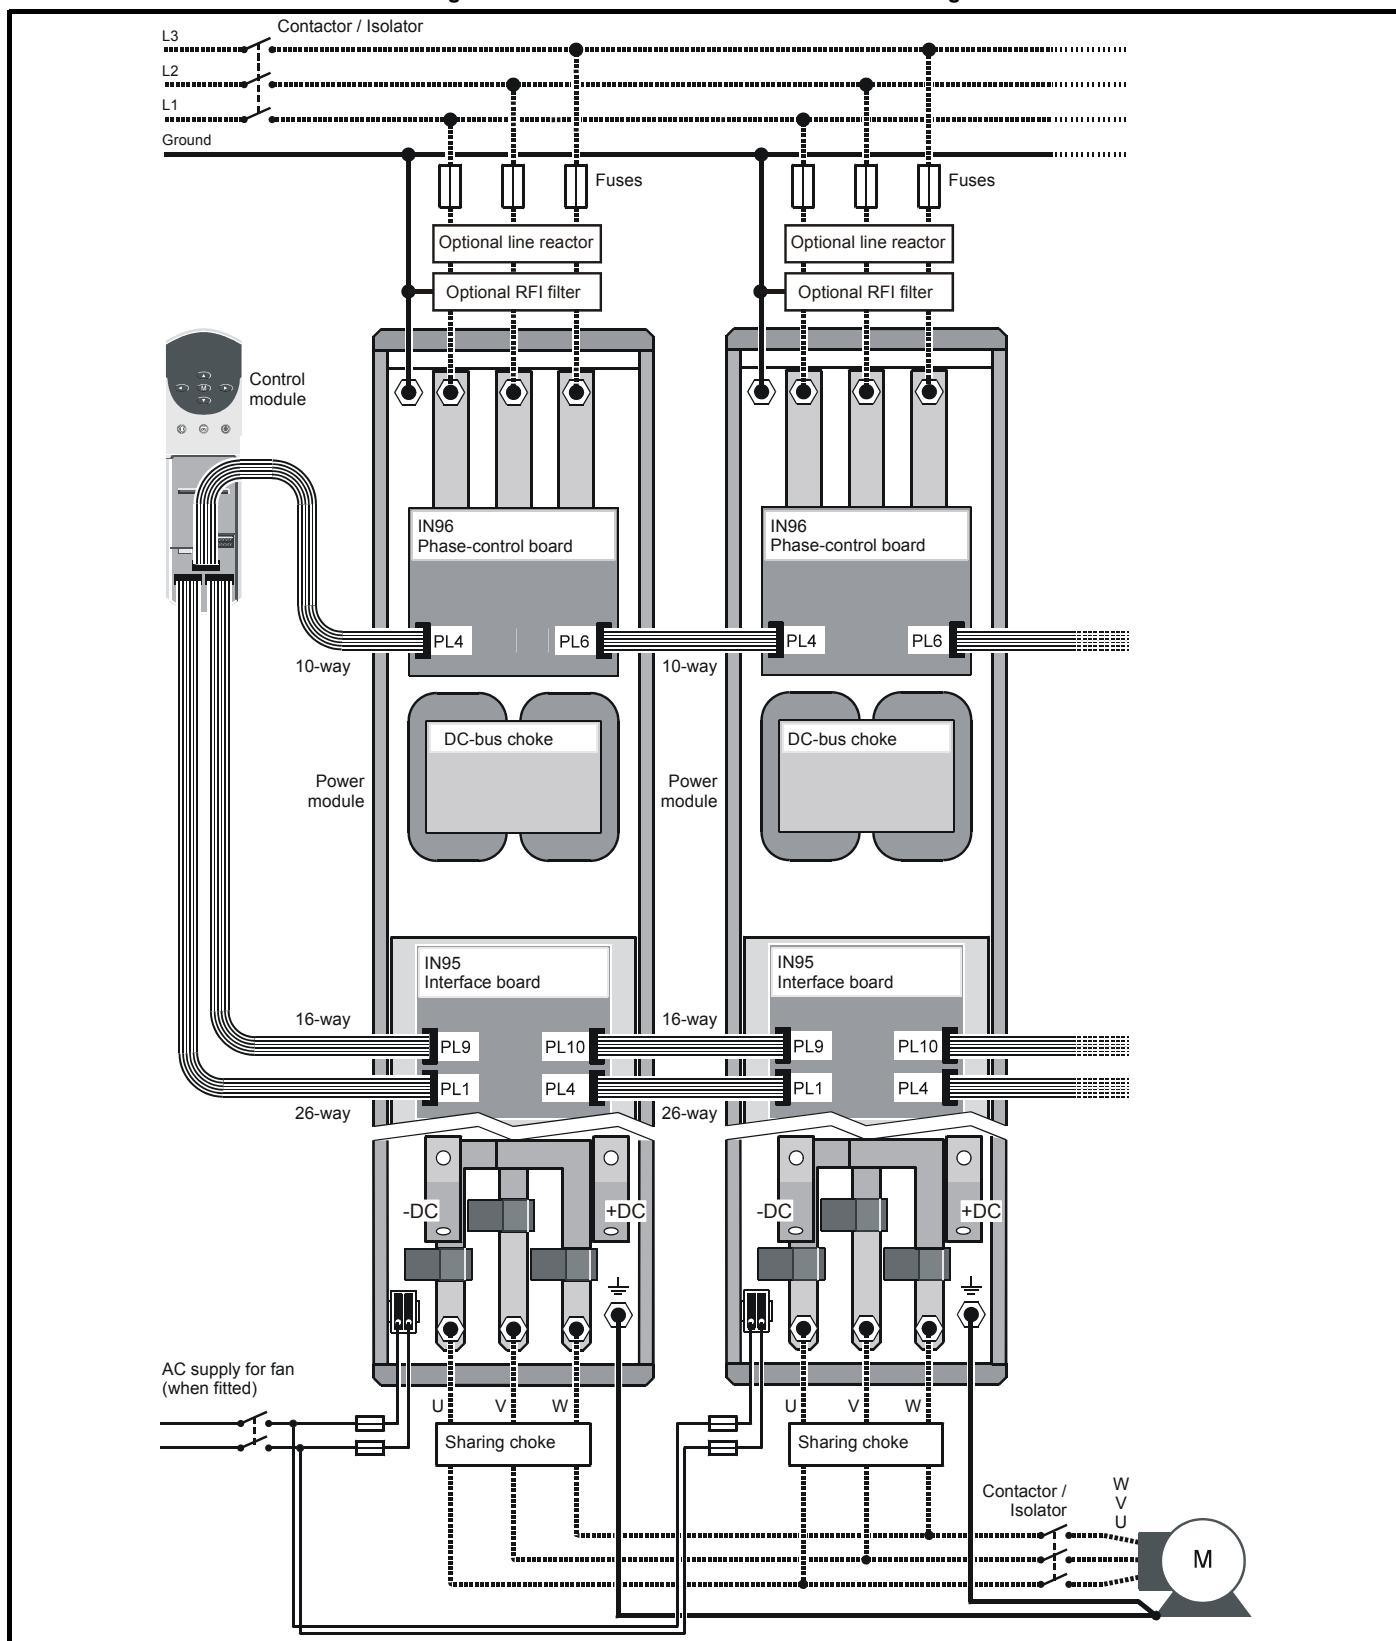 L3
Contactor / Isolator
L2
L1
Ground
Fuses
Fuses
Optional line reactor
Optional line reactor
Optional RFI filter
Optional RFI filter
Control
module
M
IN96
Phase-control board
IN96
Phase-control board
PL4
PL6
PL4
PL6
10-way
10-way
DC-bus choke
DC-bus choke
Power
module
Power
module
IN95
Interface board
IN95
Interface board
16-way
16-way
PL9
PL10
PL9
PL10
PL1
PL4
PL1
PL4
26-way
26-way
-DC
+DC
-DC
+DC
AC supply for fan
(when fitted)
U
V
W
U
V
W
Sharing choke
Sharing choke
Contactor /
Isolator
W
V
U
M